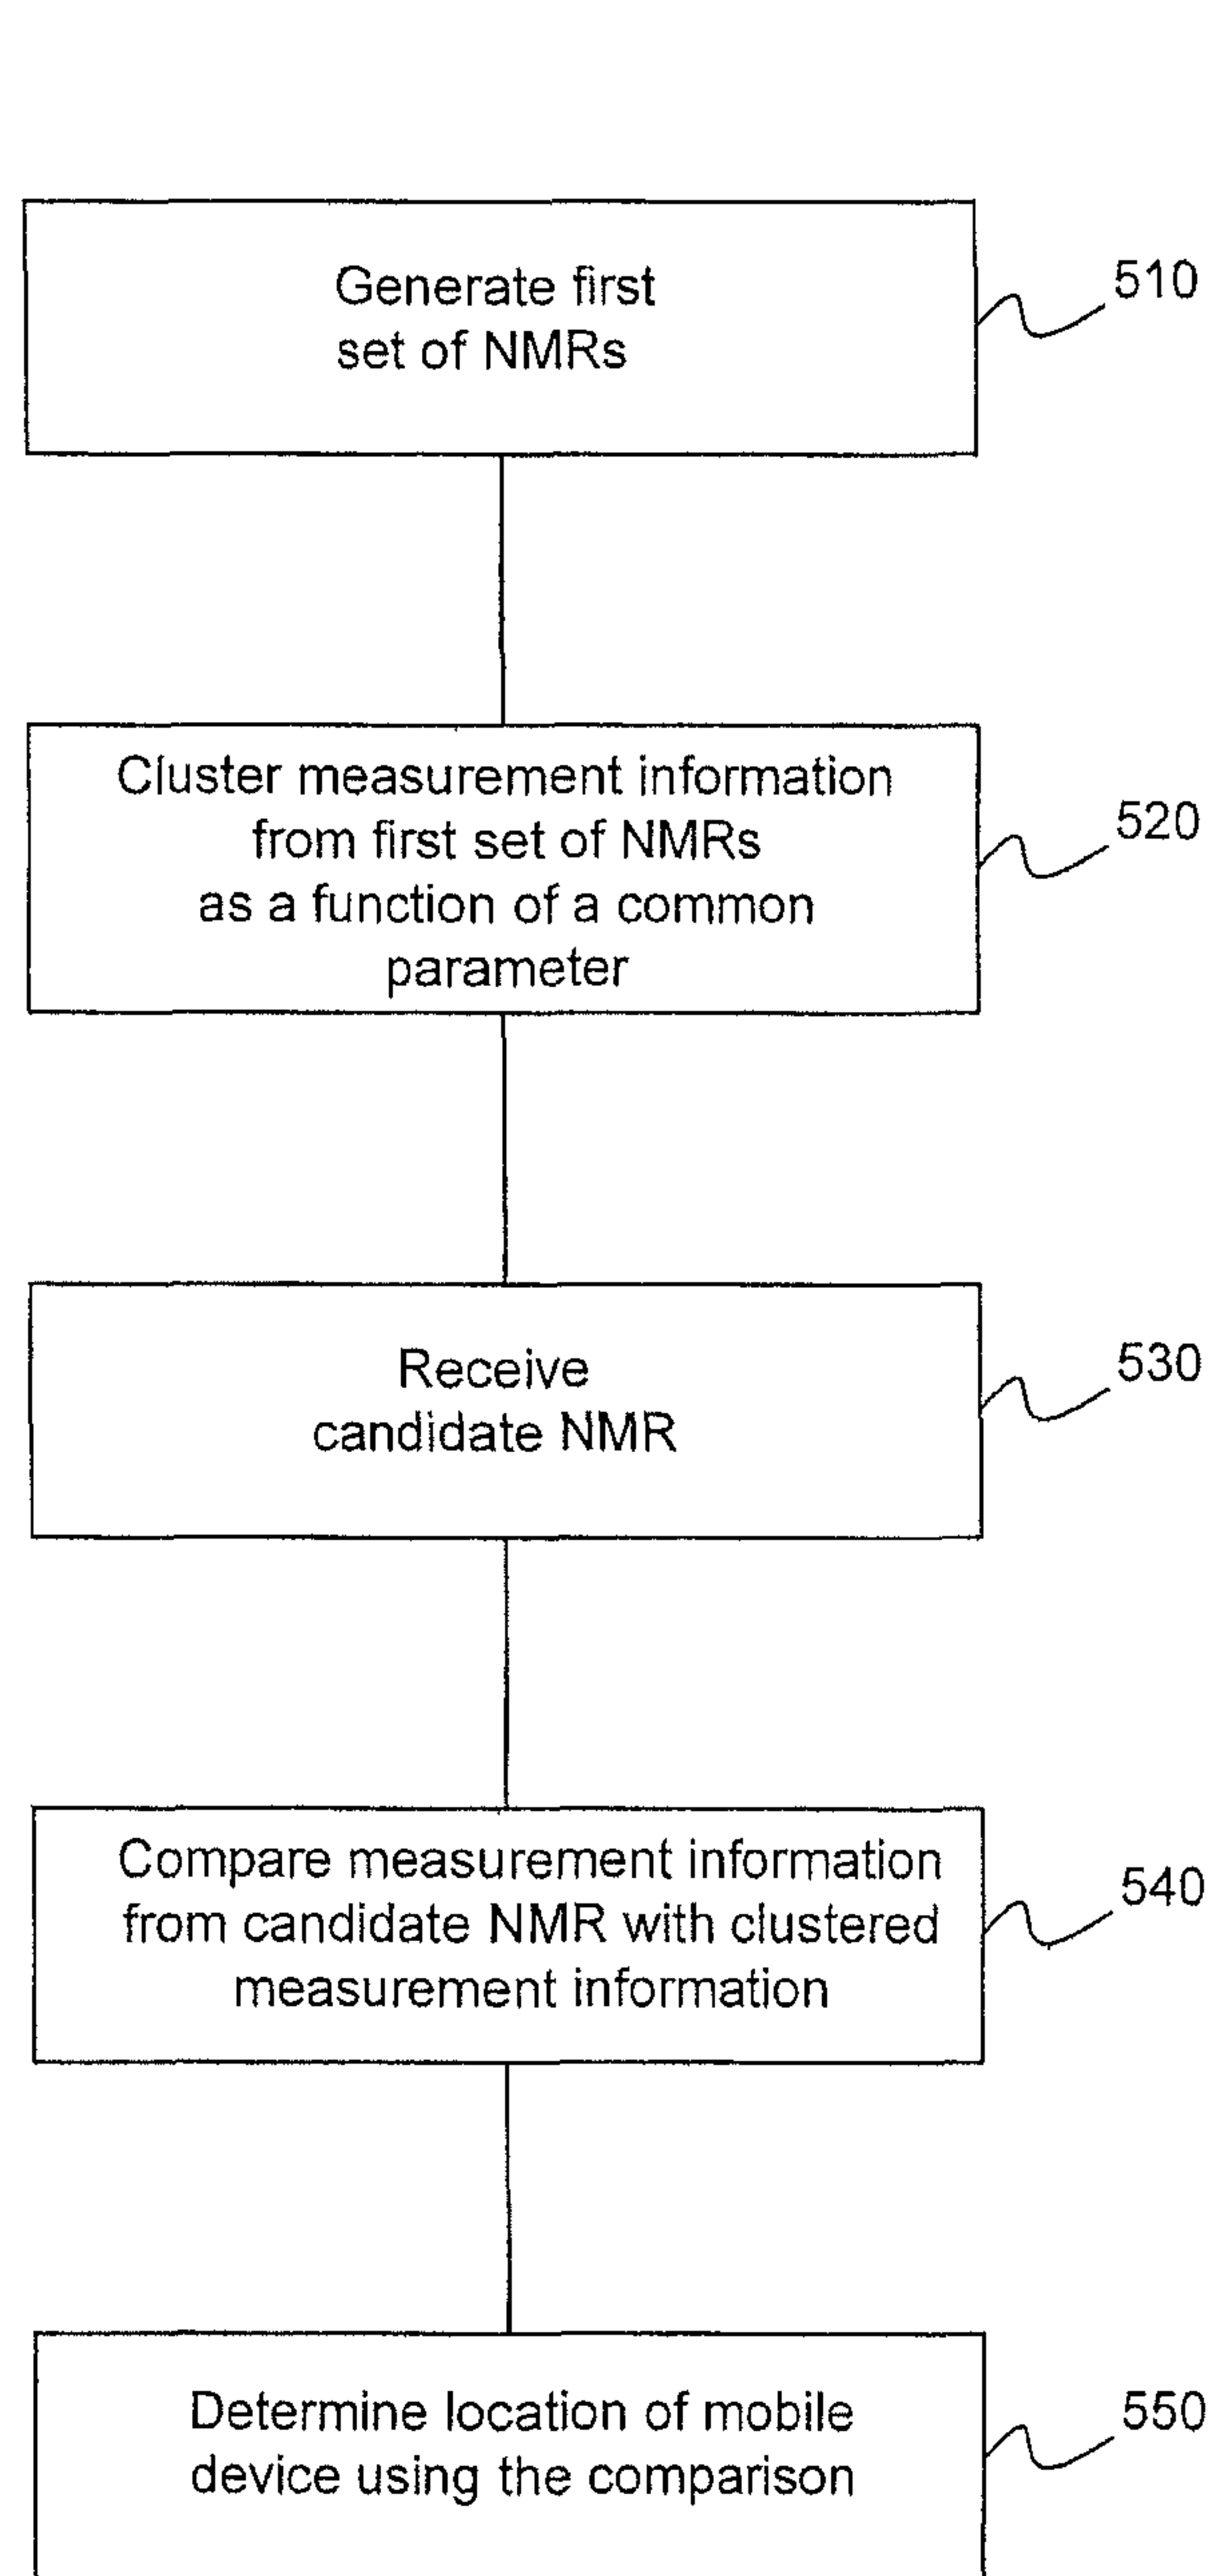 Generate first
set of NMRs
510
Cluster measurement information
from first set of NMRs
as a function of a common
parameter
520
Receive
candidate NMR
530
Compare measurement information
from candidate NMR with clustered
measurement information
540
Determine location of mobile
device using the comparison
550